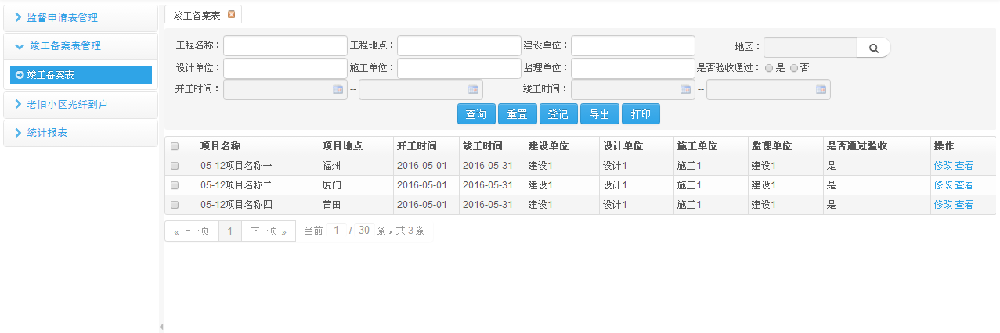 监督申请表管理
竣工备案表管理
竣工备案表
老旧小区光纤到户
统计报表
竣工备案表
工程名称： 工程地点： 建设单位： 地区：
设计单位： 施工单位： 监理单位： 是否验收通过： 是 否
开工时间： -- 竣工时间： --
查询 重置 登记 导出 打印
项目名称 项目地点 开工时间 竣工时间 建设单位 设计单位 施工单位 监理单位 是否通过验收 操作
05-12项目名称一 福州 2016-05-01 2016-05-31 建设1 设计1 施工1 建设1 是 修改 查看
05-12项目名称二 厦门 2016-05-01 2016-05-31 建设1 设计1 施工1 建设1 是 修改 查看
05-12项目名称四 莆田 2016-05-01 2016-05-31 建设1 设计1 施工1 建设1 是 修改 查看
« 上一页 1 下一页 » 当前 1 / 30 条，共 3 条